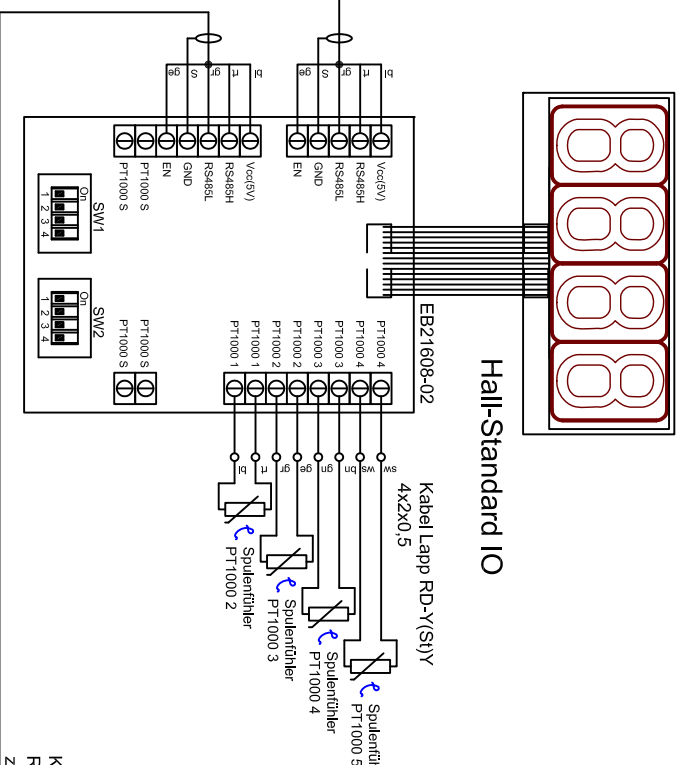 Hall-Standard IO
EB21608-02
Kabel Lapp RD-Y(St)Y
4x2x0,5
bl
rt
gr
S
ge
bl
rt
gr
S
ge
Vcc(5V)
RS485H
RS485L
GND
EN
Vcc(5V)
RS485H
RS485L
GND
EN
PT1000 S
PT1000 S
SW1
On
1 2 3 4
SW2
On
1 2 3 4
PT1000 S
PT1000 S
PT1000 4
PT1000 4
PT1000 3
PT1000 3
PT1000 2
PT1000 2
PT1000 1
PT1000 1
sw
ws
bn
gn
ge
gr
rt
bl
Spulenfühler
PT1000 2
Spulenfühler
PT1000 3
Spulenfühler
PT1000 4
Spulenfüh
PT1000 5
K
R
z